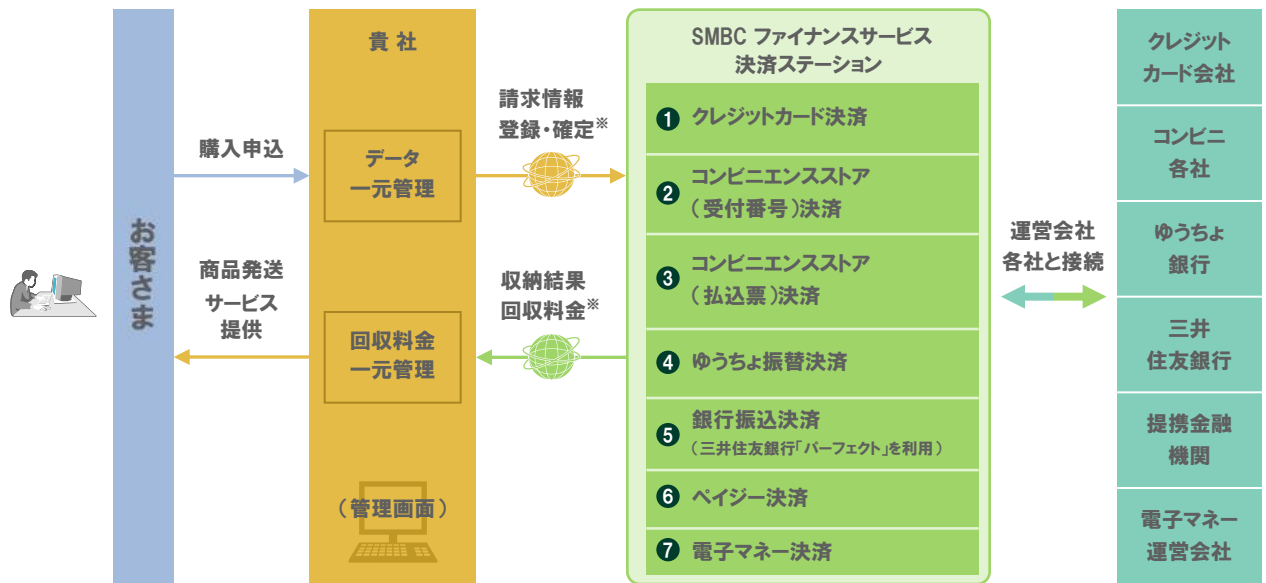 お客さま
購入申込
商品発送
サービス
提供
貴社
データ
一元管理
回収料金
一元管理
（管理画面）
請求情報
登録・確定※
収納結果
回収料金※
SMBC ファイナンスサービス
決済ステーション
❶ クレジットカード決済
❷ コンビニエンスストア
（受付番号）決済
❸ コンビニエンスストア
（払込票）決済
❹ ゆうちょ振替決済
❺ 銀行振込決済
（三井住友銀行「パーフェクト」を利用）
❻ ペイジー決済
❼ 電子マネー決済
運営会社
各社と接続
クレジット
カード会社
コンビニ
各社
ゆうちょ
銀行
三井
住友銀行
提携金融
機関
電子マネー
運営会社